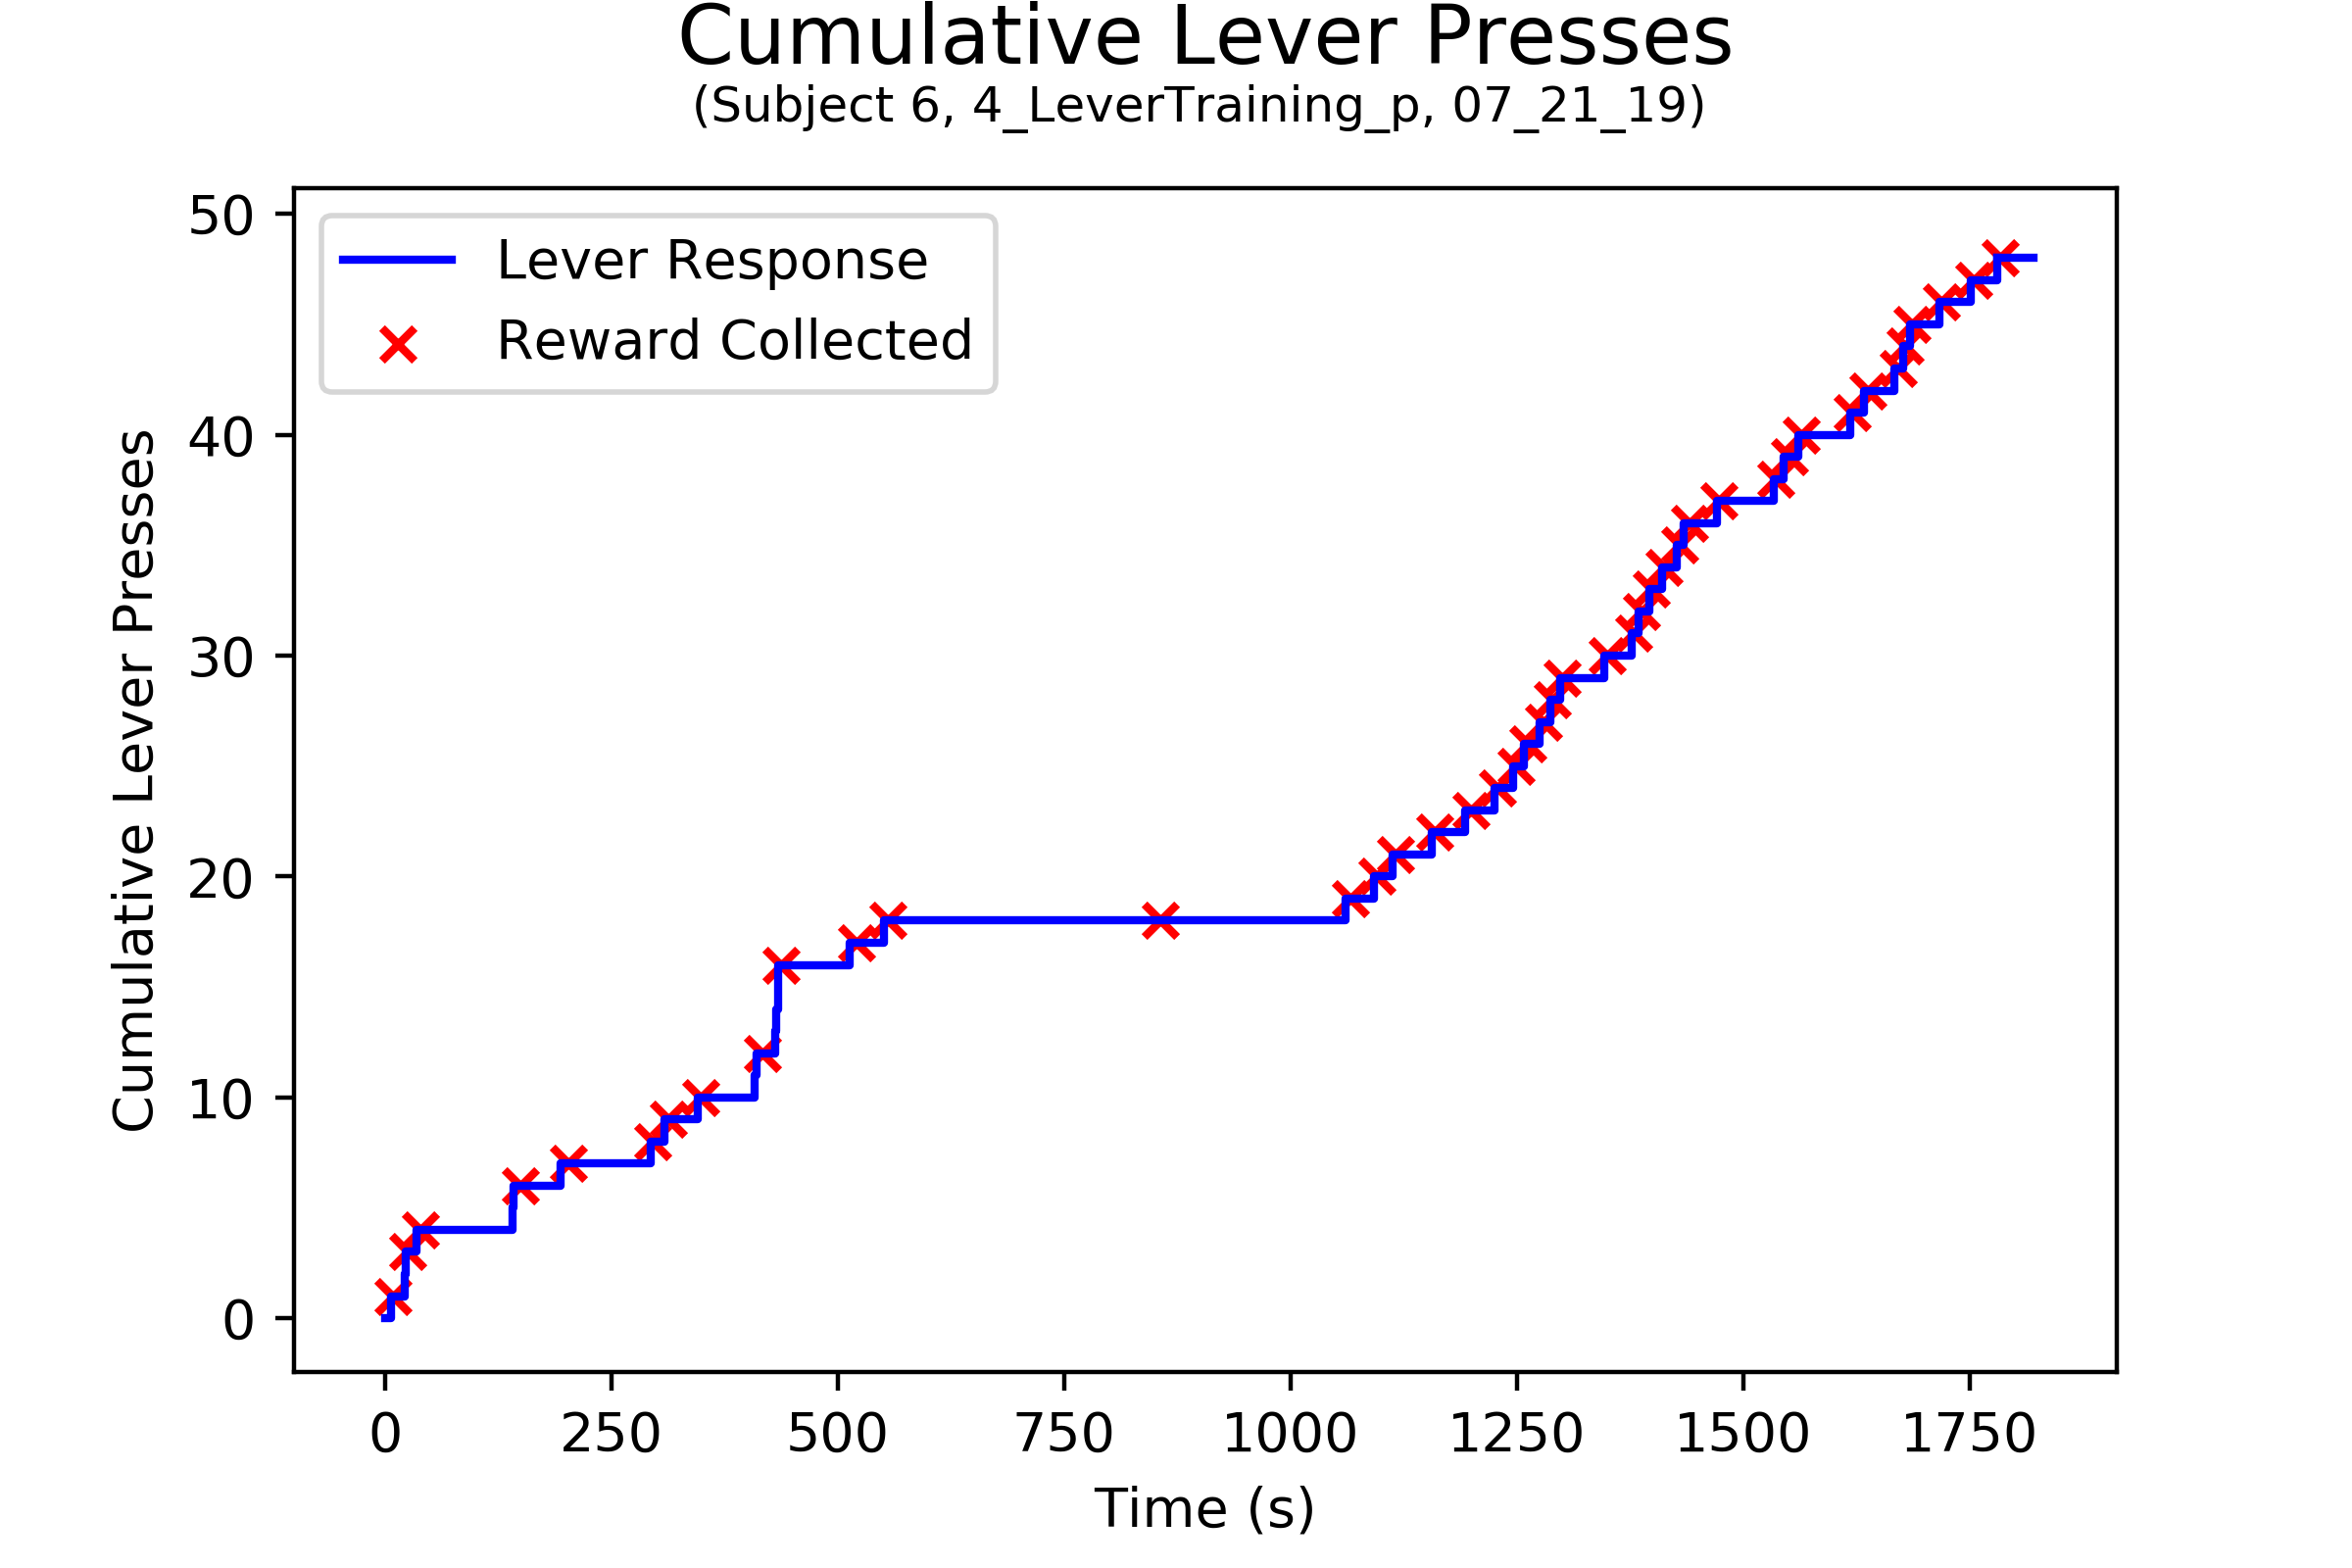 Cumulative Lever Presses
(Subject 6, 4_LeverTraining_p, 07_21_19)
50
40
30
20
10
0
Cumulative Lever Presses
Lever Response
Reward Collected
0 250 500 750 1000 1250 1500 1750
Time (s)